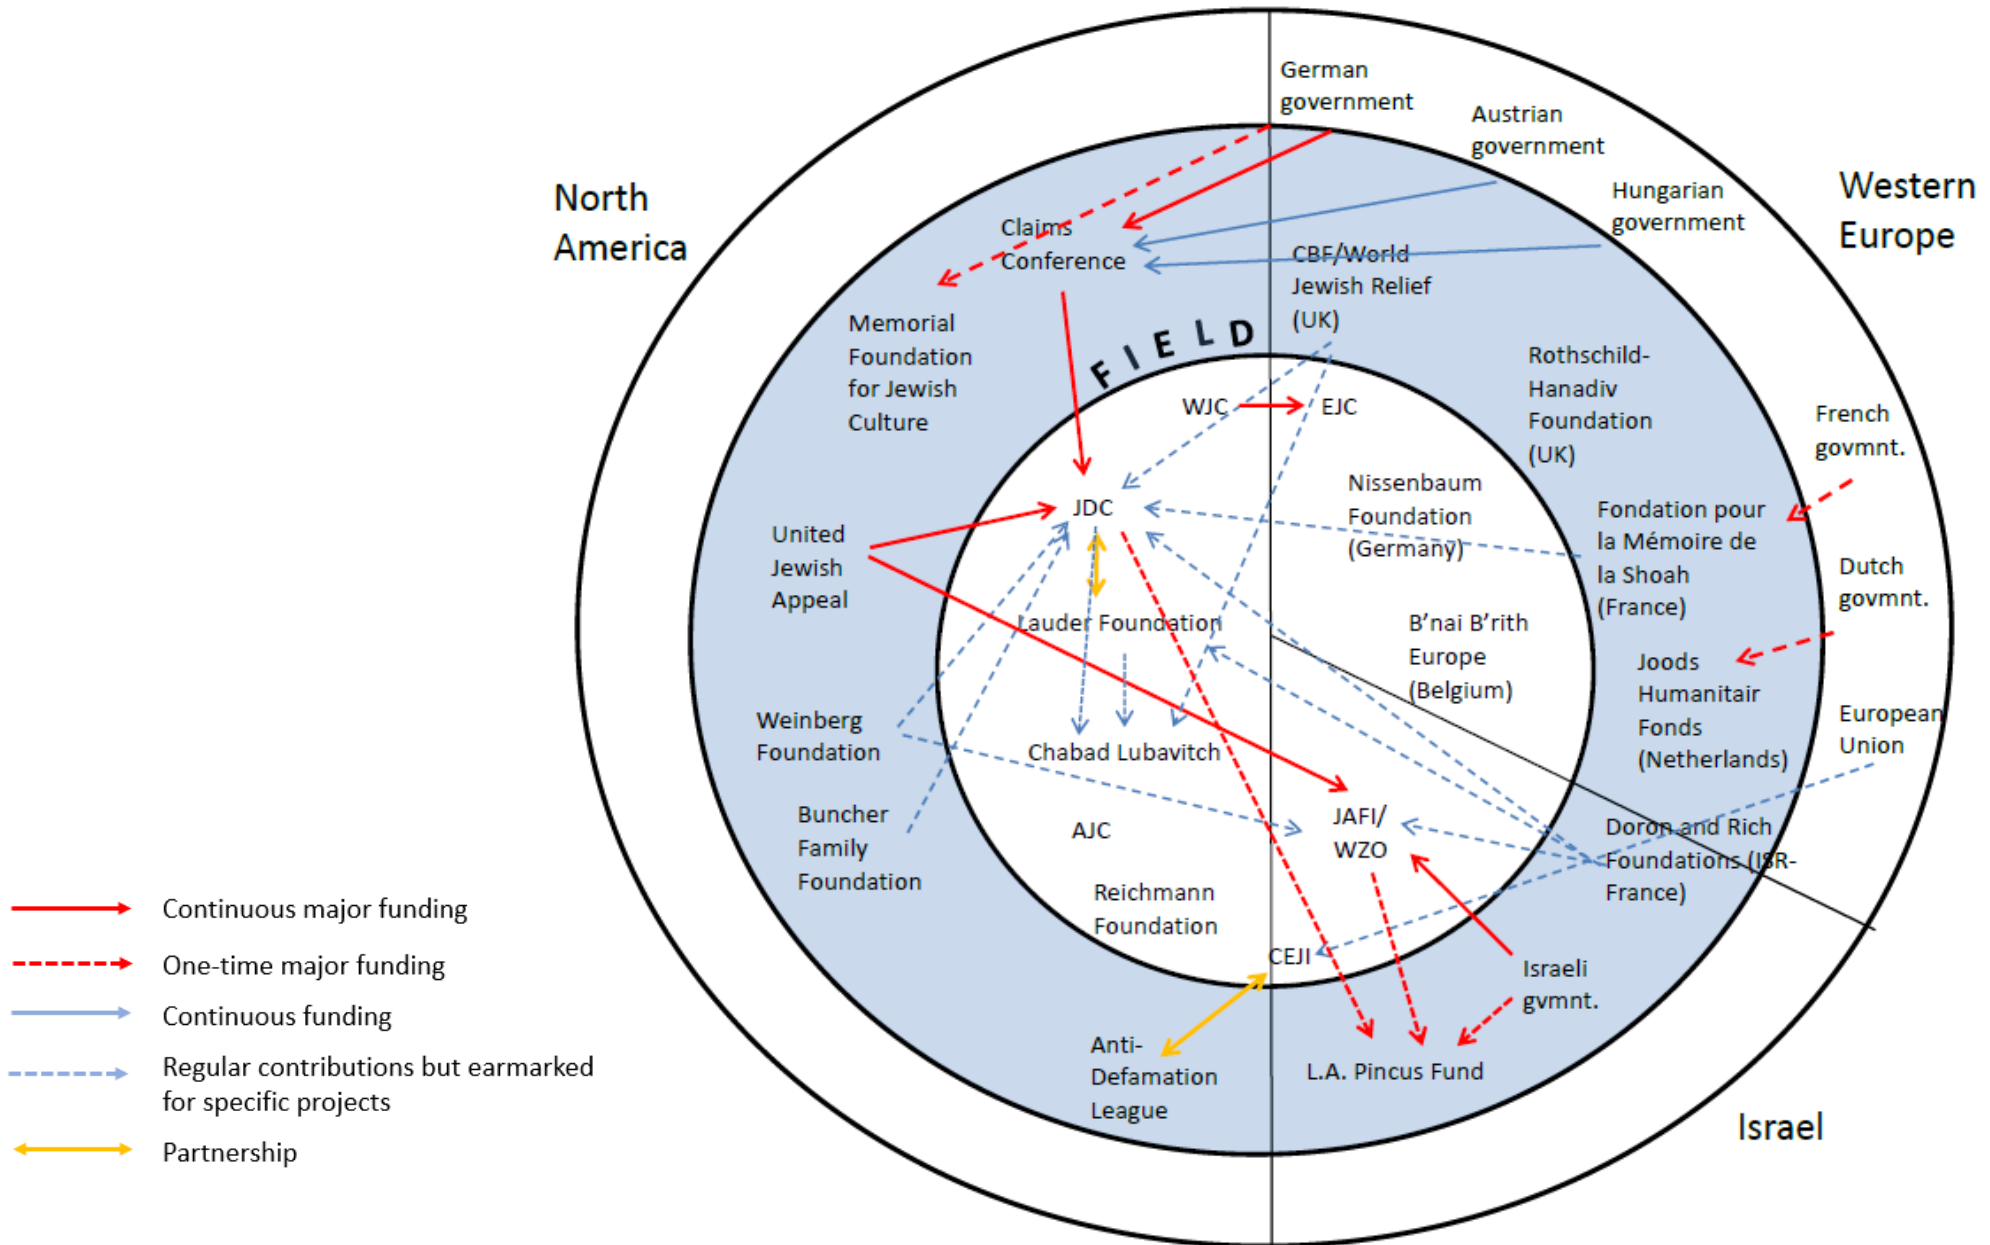 German
government
Austrian
government
Hungarian
government
North
America
Western
Europe
Claims
Conference
CBF/World
Jewish Relief
(UK)
Memorial
Foundation
for Jewish
Culture
FIELD
Rothschild-
Hanadiv
Foundation
(UK)
WJC
EJC
French
govmnt.
Nissenbaum
Foundation
(Germany)
JDC
Fondation pour
la Mémoire de
la Shoah
(France)
United
Jewish
Appeal
Dutch
govmnt.
Lauder Foundation
B'nai B'rith
Europe
(Belgium)
Joods
Humanitair
Fonds
(Netherlands)
European
Union
Weinberg
Foundation
Chabad Lubavitch
Buncher
Family
Foundation
AJC
JAFI/
WZO
Doron and Rich
Foundations (ISR-
France)
Reichmann
Foundation
CEJI
Israeli
gvmnt.
Anti-
Defamation
League
L.A. Pincus Fund
Israel
Continuous major funding
One-time major funding
Continuous funding
Regular contributions but earmarked
for specific projects
Partnership